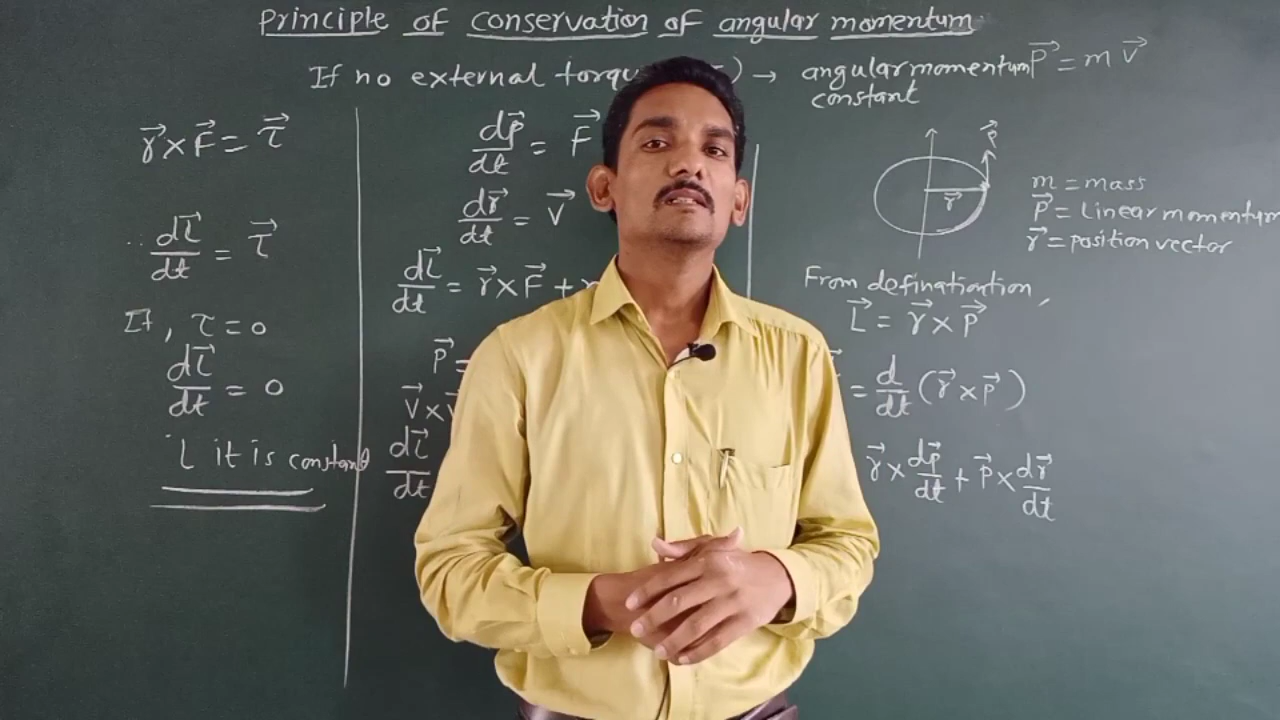 Principle of conservation of angular momentum
If no external → angular momentum P⃗ = m v⃗
constant
r⃗ × F⃗ = τ⃗
∴ dL⃗/dt = τ⃗
If, τ = 0
dL⃗/dt = 0
L it is constant
dp⃗/dt = F⃗
dr⃗/dt = v⃗
dL⃗/dt = r⃗ × F⃗ +
P⃗ =
v⃗ ×
dL⃗/dt
p⃗
r⃗
m = mass
P⃗ = Linear momentum
r⃗ = position vector
From definationtion,
L⃗ = r⃗ × p⃗
= d/dt (r⃗ × p⃗)
r⃗ × dp⃗/dt + p⃗ × dr⃗/dt